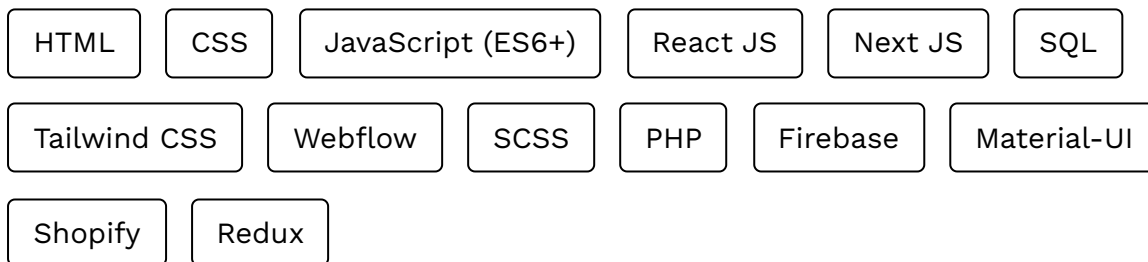 HTML CSS JavaScript (ES6+) React JS Next JS SQL
Tailwind CSS Webflow SCSS PHP Firebase Material-UI
Shopify Redux